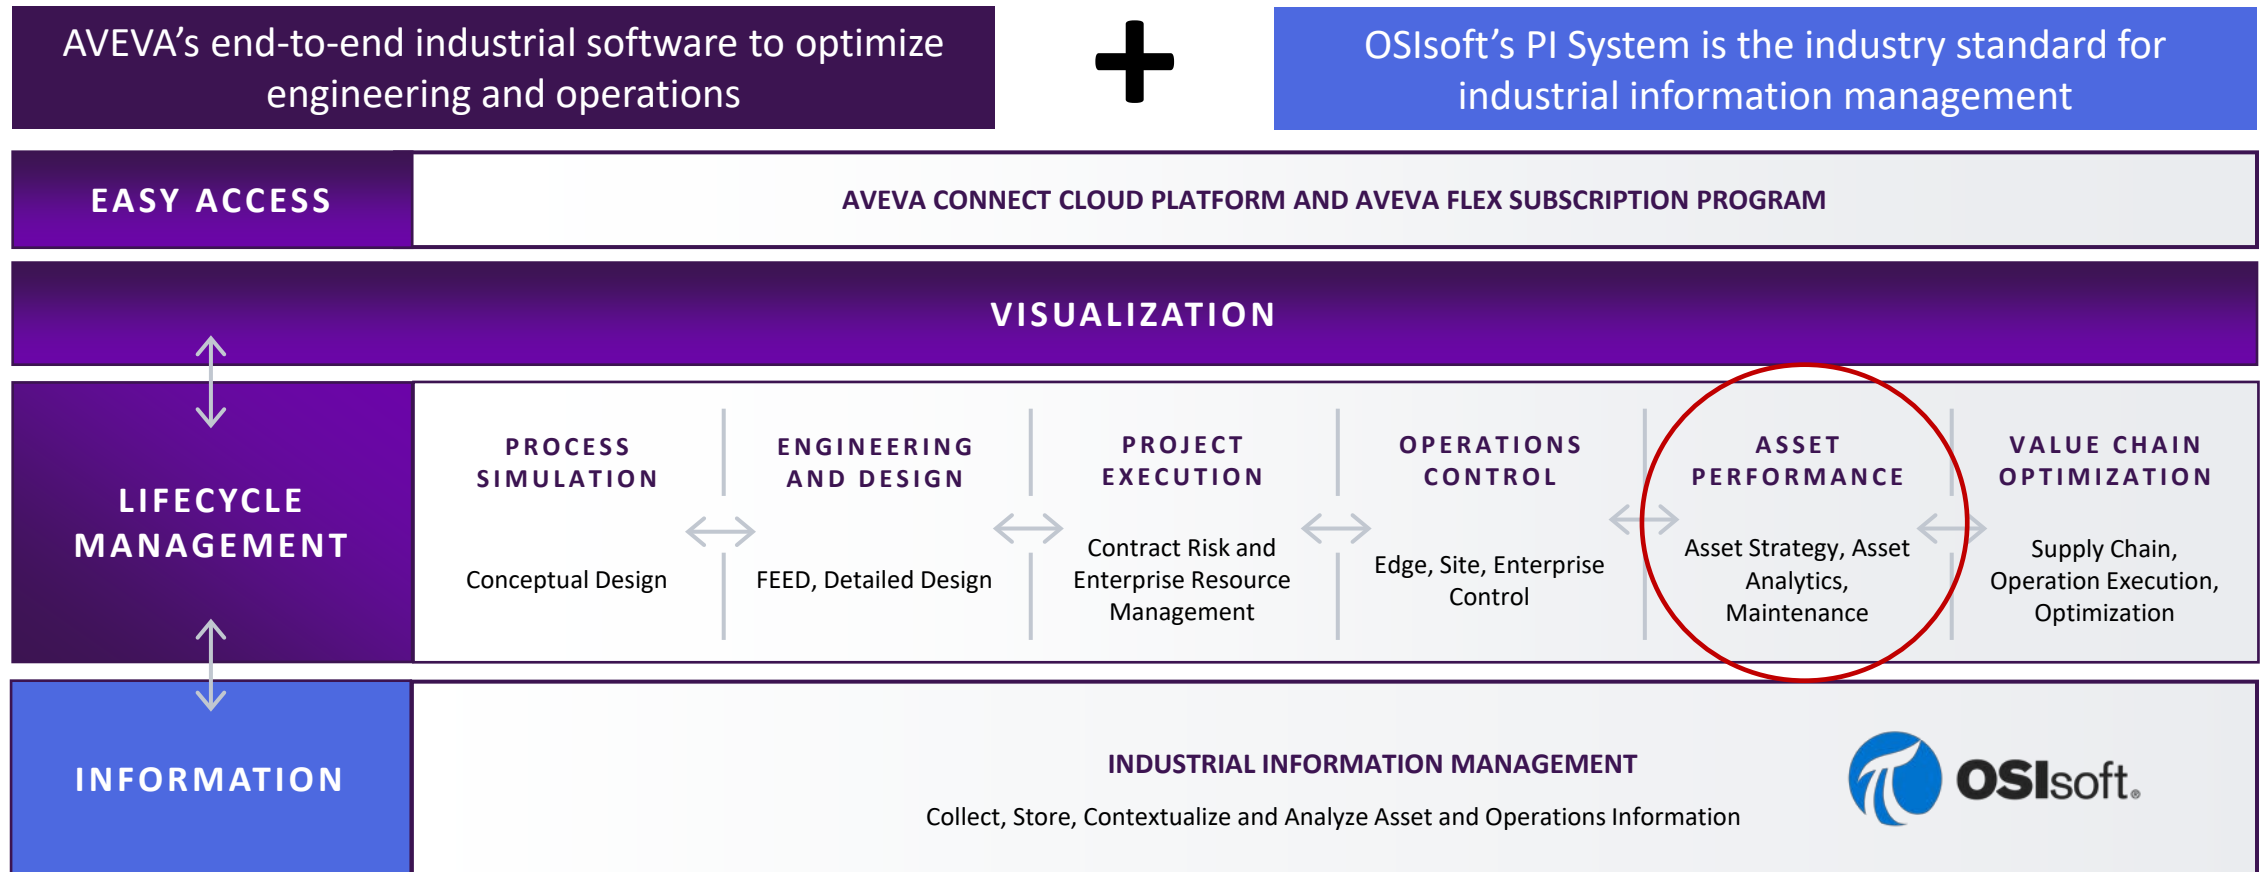 AVEVA's end-to-end industrial software to optimize
engineering and operations
OSIsoft's PI System is the industry standard for
industrial information management
EASY ACCESS
AVEVA CONNECT CLOUD PLATFORM AND AVEVA FLEX SUBSCRIPTION PROGRAM
VISUALIZATION
LIFECYCLE
MANAGEMENT
PROCESS
SIMULATION
Conceptual Design
ENGINEERING
AND DESIGN
FEED, Detailed Design
PROJECT
EXECUTION
Contract Risk and
Enterprise Resource
Management
OPERATIONS
CONTROL
Edge, Site, Enterprise
Control
ASSET
PERFORMANCE
Asset Strategy, Asset
Analytics,
Maintenance
VALUE CHAIN
OPTIMIZATION
Supply Chain,
Operation Execution,
Optimization
INFORMATION
INDUSTRIAL INFORMATION MANAGEMENT
Collect, Store, Contextualize and Analyze Asset and Operations Information
OSIsoft®